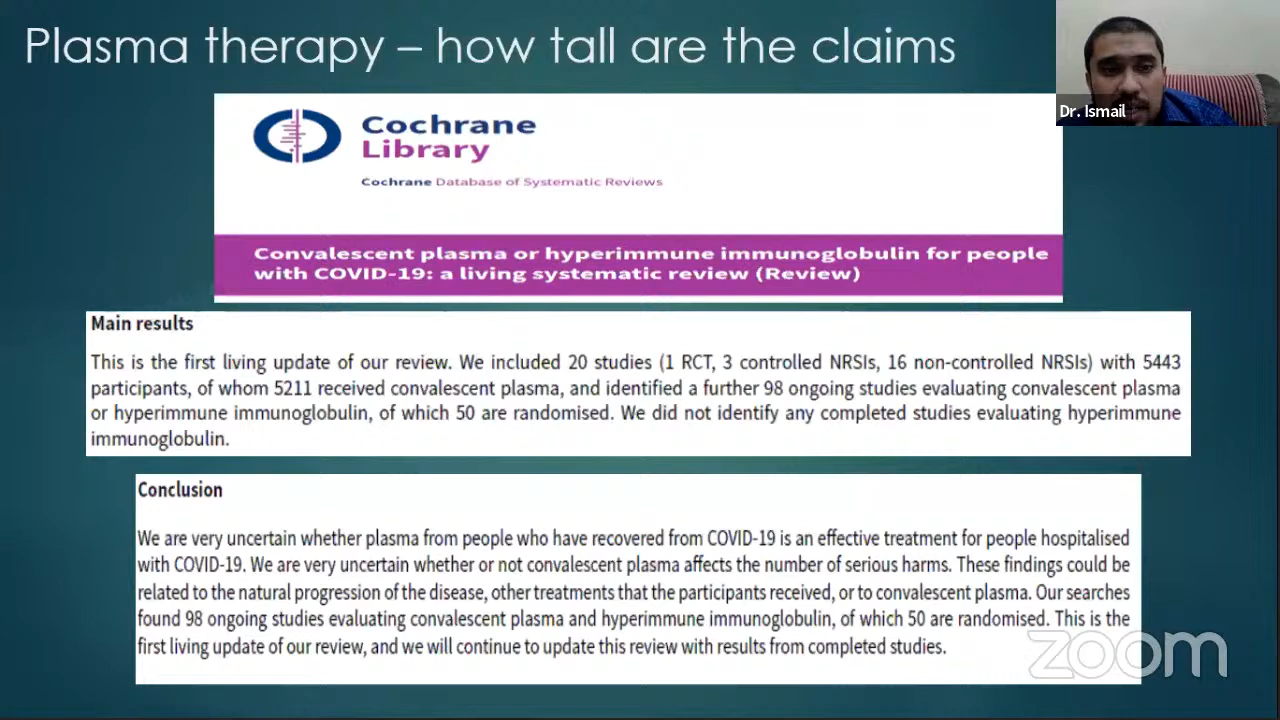 Plasma therapy – how tall are the claims
Dr. Ismail
Cochrane
Library
Cochrane Database of Systematic Reviews
Convalescent plasma or hyperimmune immunoglobulin for people
with COVID-19: a living systematic review (Review)
Main results
This is the first living update of our review. We included 20 studies (1 RCT, 3 controlled NRSIs, 16 non-controlled NRSIs) with 5443
participants, of whom 5211 received convalescent plasma, and identified a further 98 ongoing studies evaluating convalescent plasma
or hyperimmune immunoglobulin, of which 50 are randomised. We did not identify any completed studies evaluating hyperimmune
immunoglobulin.
Conclusion
We are very uncertain whether plasma from people who have recovered from COVID-19 is an effective treatment for people hospitalised
with COVID-19. We are very uncertain whether or not convalescent plasma affects the number of serious harms. These findings could be
related to the natural progression of the disease, other treatments that the participants received, or to convalescent plasma. Our searches
found 98 ongoing studies evaluating convalescent plasma and hyperimmune immunoglobulin, of which 50 are randomised. This is the
first living update of our review, and we will continue to update this review with results from completed studies.
zoom